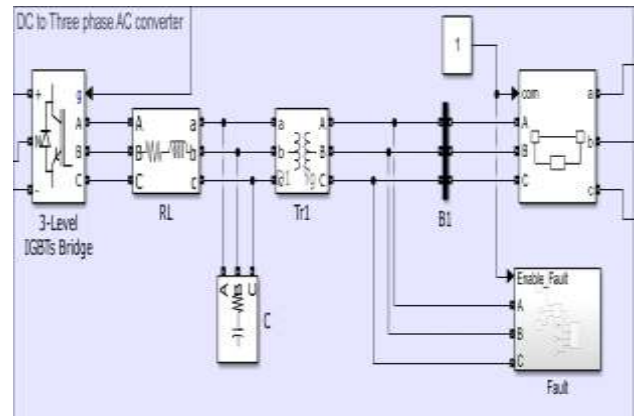 DC to Three phase AC converter
1
+
g
N
-
A
B
C
3-Level
IGBTs Bridge
A
B
C
a
b
c
RL
a
b
A
B
C
Tr1
B1
com
A
B
C
a
b
c
A
B
C
C
Enable_Fault
A
B
C
Fault